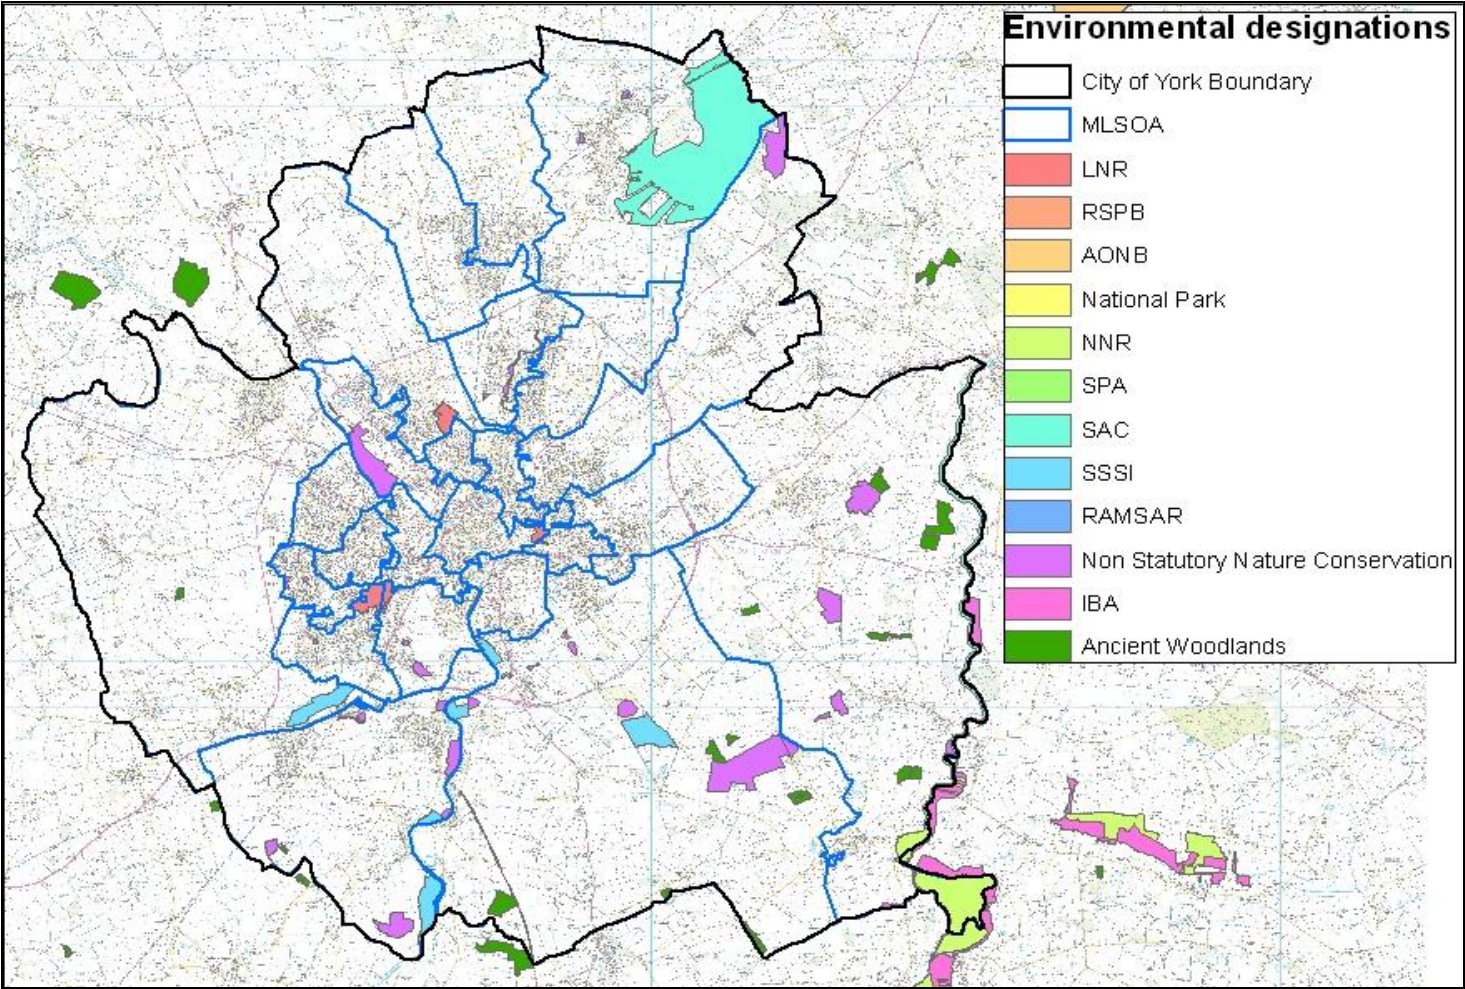 Environmental designations
City of York Boundary
MLSOA
LNR
RSPB
AONB
National Park
NNR
SPA
SAC
SSSI
RAMSAR
Non Statutory Nature Conservation
IBA
Ancient Woodlands